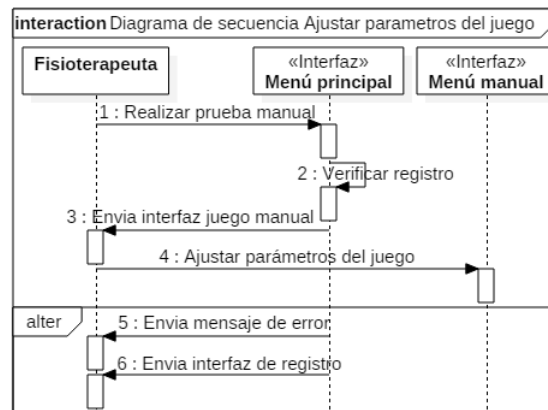 interaction Diagrama de secuencia Ajustar parametros del juego
Fisioterapeuta
«Interfaz»
Menú principal
«Interfaz»
Menú manual
1 : Realizar prueba manual
2 : Verificar registro
3 : Envia interfaz juego manual
4 : Ajustar parámetros del juego
alter
5 : Envia mensaje de error
6 : Envia interfaz de registro